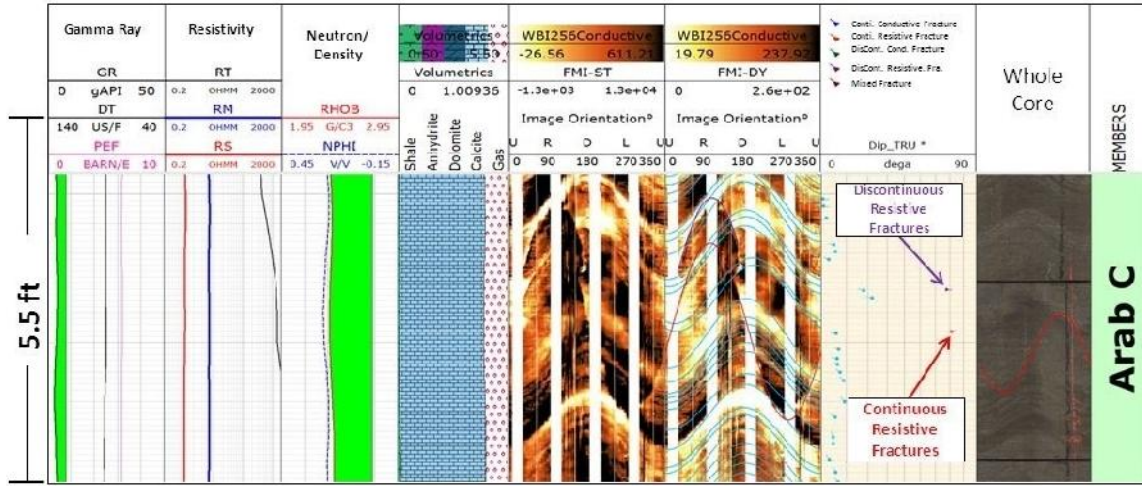 Gamma Ray
GR
0 gAPI 50
DT
140 US/F 40
PEF
0 BARN/E 10
Resistivity
RT
0.2 OHMM 2000
RM
0.2 OHMM 2000
RS
0.2 OHMM 2000
Neutron/
Density
RHOB
1.95 G/C3 2.95
NPHI
0.45 V/V -0.15
Volumetrics
Volumetrics
0 1.00935
Shale
Anhydrite
Dolomite
Calcite
Gas
WBI256Conductive
-26.56 611.21
FMI-ST
-1.3e+03 1.3e+04
Image Orientation°
U R D L U
0 90 180 270 350
WBI256Conductive
19.79 237.92
FMI-DY
0 2.6e+02
Image Orientation°
U R D L U
0 90 180 270 350
Conti. Conductive Fracture
Conti. Resistive Fracture
DisCon. Cond. Fracture
DisCon. Resistive. Fra.
Mixed Fracture
Dip_TRU *
0 dega 90
Whole
Core
MEMBERS
5.5 ft
Discontinuous
Resistive
Fractures
Continuous
Resistive
Fractures
Arab C